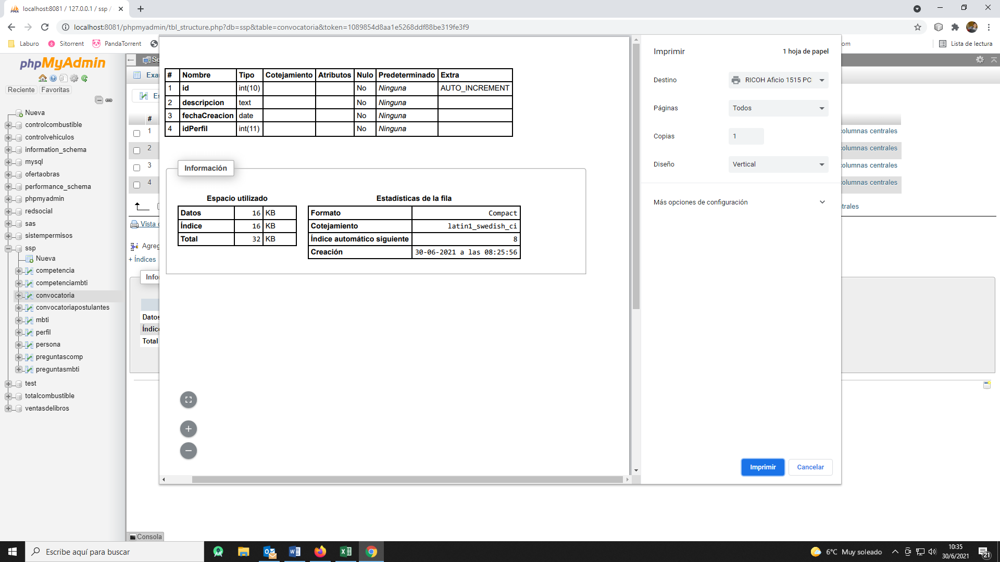 localhost:8081 / 127.0.0.1 / ssp /
localhost:8081/phpmyadmin/tbl_structure.php?db=ssp&table=convocatoria&token=1089854d8aa1e5268ddf88be319fe3f9
Laburo
Sitorrent
PandaTorrent
om
Lista de lectura
phpMyAdmin
Reciente
Favoritas
Nueva
controlcombustible
controlvehiculos
information_schema
mysql
ofertaobras
performance_schema
phpmyadmin
redsocial
sas
sistempermisos
ssp
Nueva
competencia
competenciambti
convocatoria
convocatoriapostulantes
mbti
perfil
persona
preguntascomp
preguntasmbti
test
totalcombustible
ventasdelibros
Se
Exa
Es
#
1
2
3
4
Vista
Agreg
+ Índices
Info
Datos
Índice
Total
Consola
# Nombre Tipo Cotejamiento Atributos Nulo Predeterminado Extra
1 id int(10) No Ninguna AUTO_INCREMENT
2 descripcion text No Ninguna
3 fechaCreacion date No Ninguna
4 idPerfil int(11) No Ninguna
Información
Espacio utilizado
Datos 16 KB
Índice 16 KB
Total 32 KB
Estadísticas de la fila
Formato Compact
Cotejamiento latin1_swedish_ci
Índice automático siguiente 8
Creación 30-06-2021 a las 08:25:56
Imprimir
1 hoja de papel
Destino
RICOH Aficio 1515 PC
Páginas
Todos
Copias
1
Diseño
Vertical
Más opciones de configuración
Imprimir
Cancelar
olumnas centrales
olumnas centrales
olumnas centrales
olumnas centrales
trales
Escribe aquí para buscar
6°C Muy soleado
10:35
30/6/2021
21